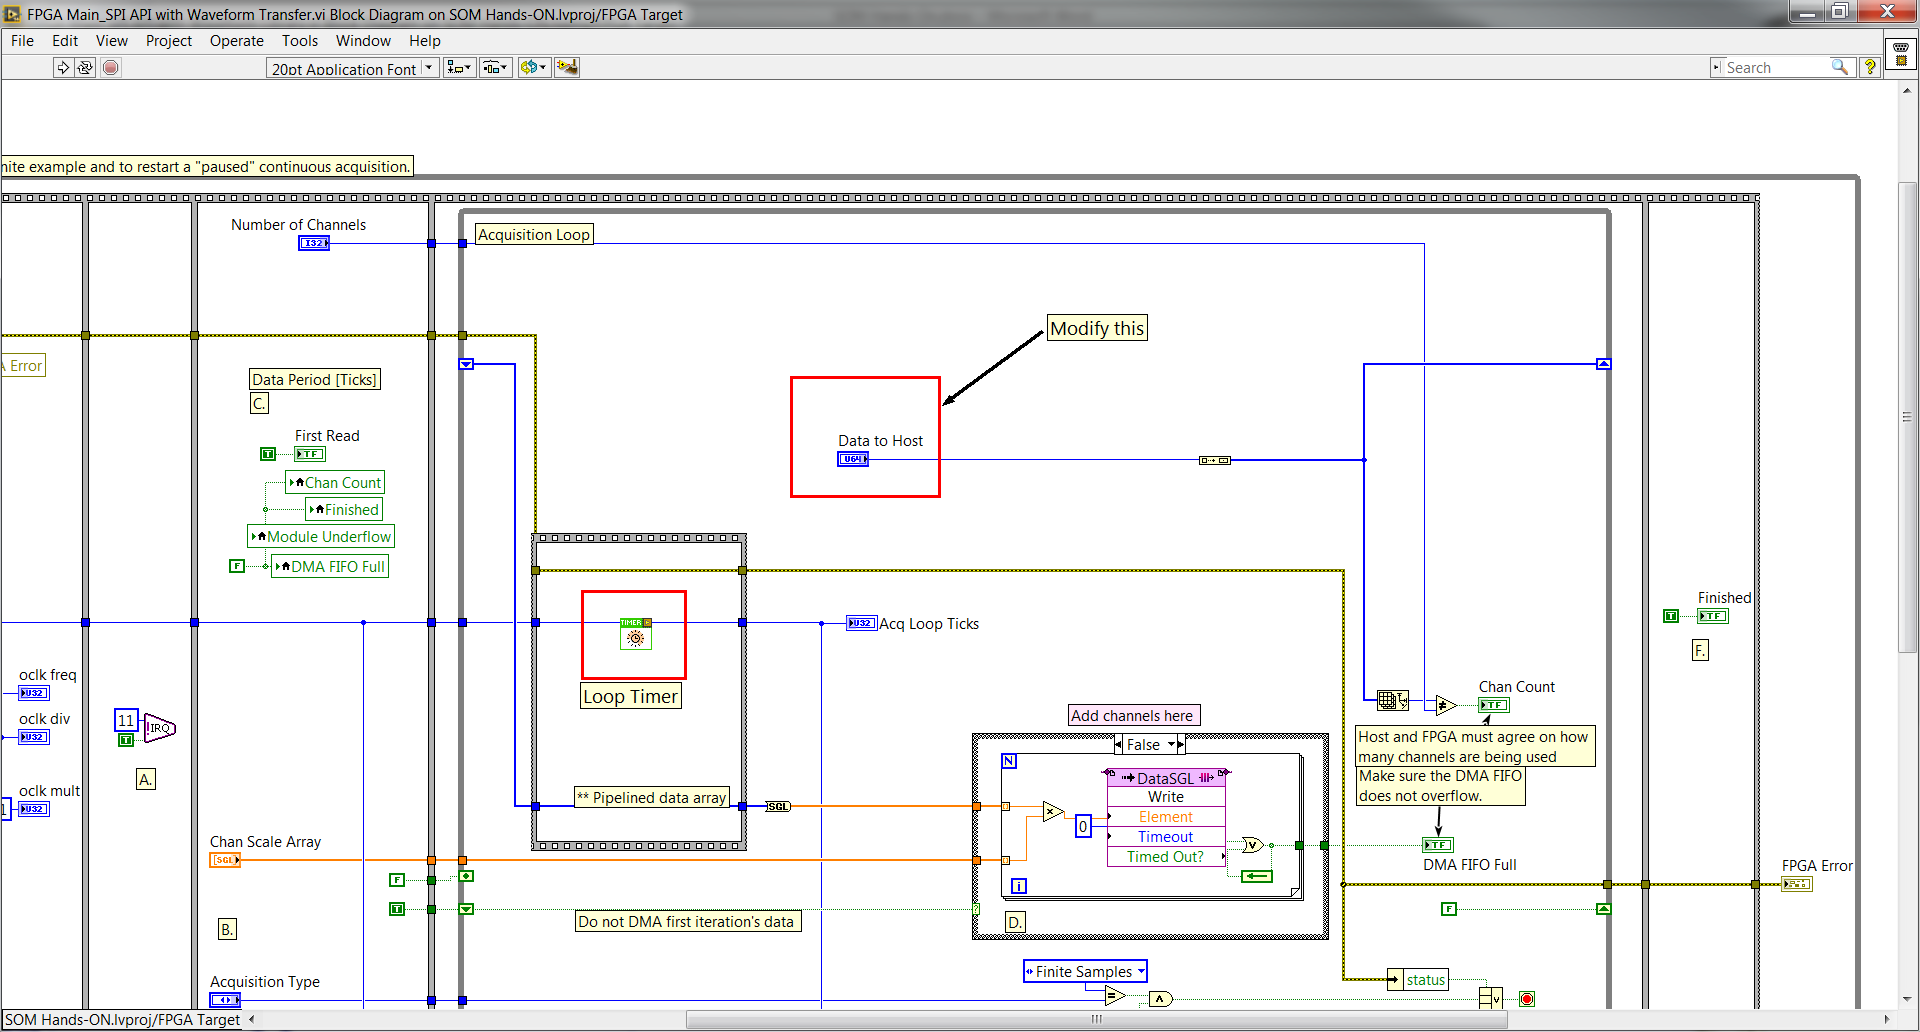 FPGA Main_SPI API with Waveform Transfer.vi Block Diagram on SOM Hands-ON.lvproj/FPGA Target
File Edit View Project Operate Tools Window Help
20pt Application Font
Search
?
nite example and to restart a "paused" continuous acquisition.
Number of Channels
I32
Acquisition Loop
Modify this
A Error
Data Period [Ticks]
C.
First Read
T TF
Chan Count
Finished
Module Underflow
F DMA FIFO Full
Data to Host
U64
TIMER
Loop Timer
U32 Acq Loop Ticks
Finished
T TF
F.
oclk freq
U32
oclk div
U32
oclk mult
1 U32
11 IRQ
T
A.
Chan Count
TF
Host and FPGA must agree on how
many channels are being used
Make sure the DMA FIFO
does not overflow.
TF
DMA FIFO Full
Add channels here
False
N
DataSGL
Write
Element
0 Timeout
Timed Out?
i
D.
** Pipelined data array
SGL
Chan Scale Array
[SGL]
F
T
Do not DMA first iteration's data
?
B.
FPGA Error
F
Acquisition Type
Finite Samples
status
SOM Hands-ON.lvproj/FPGA Target